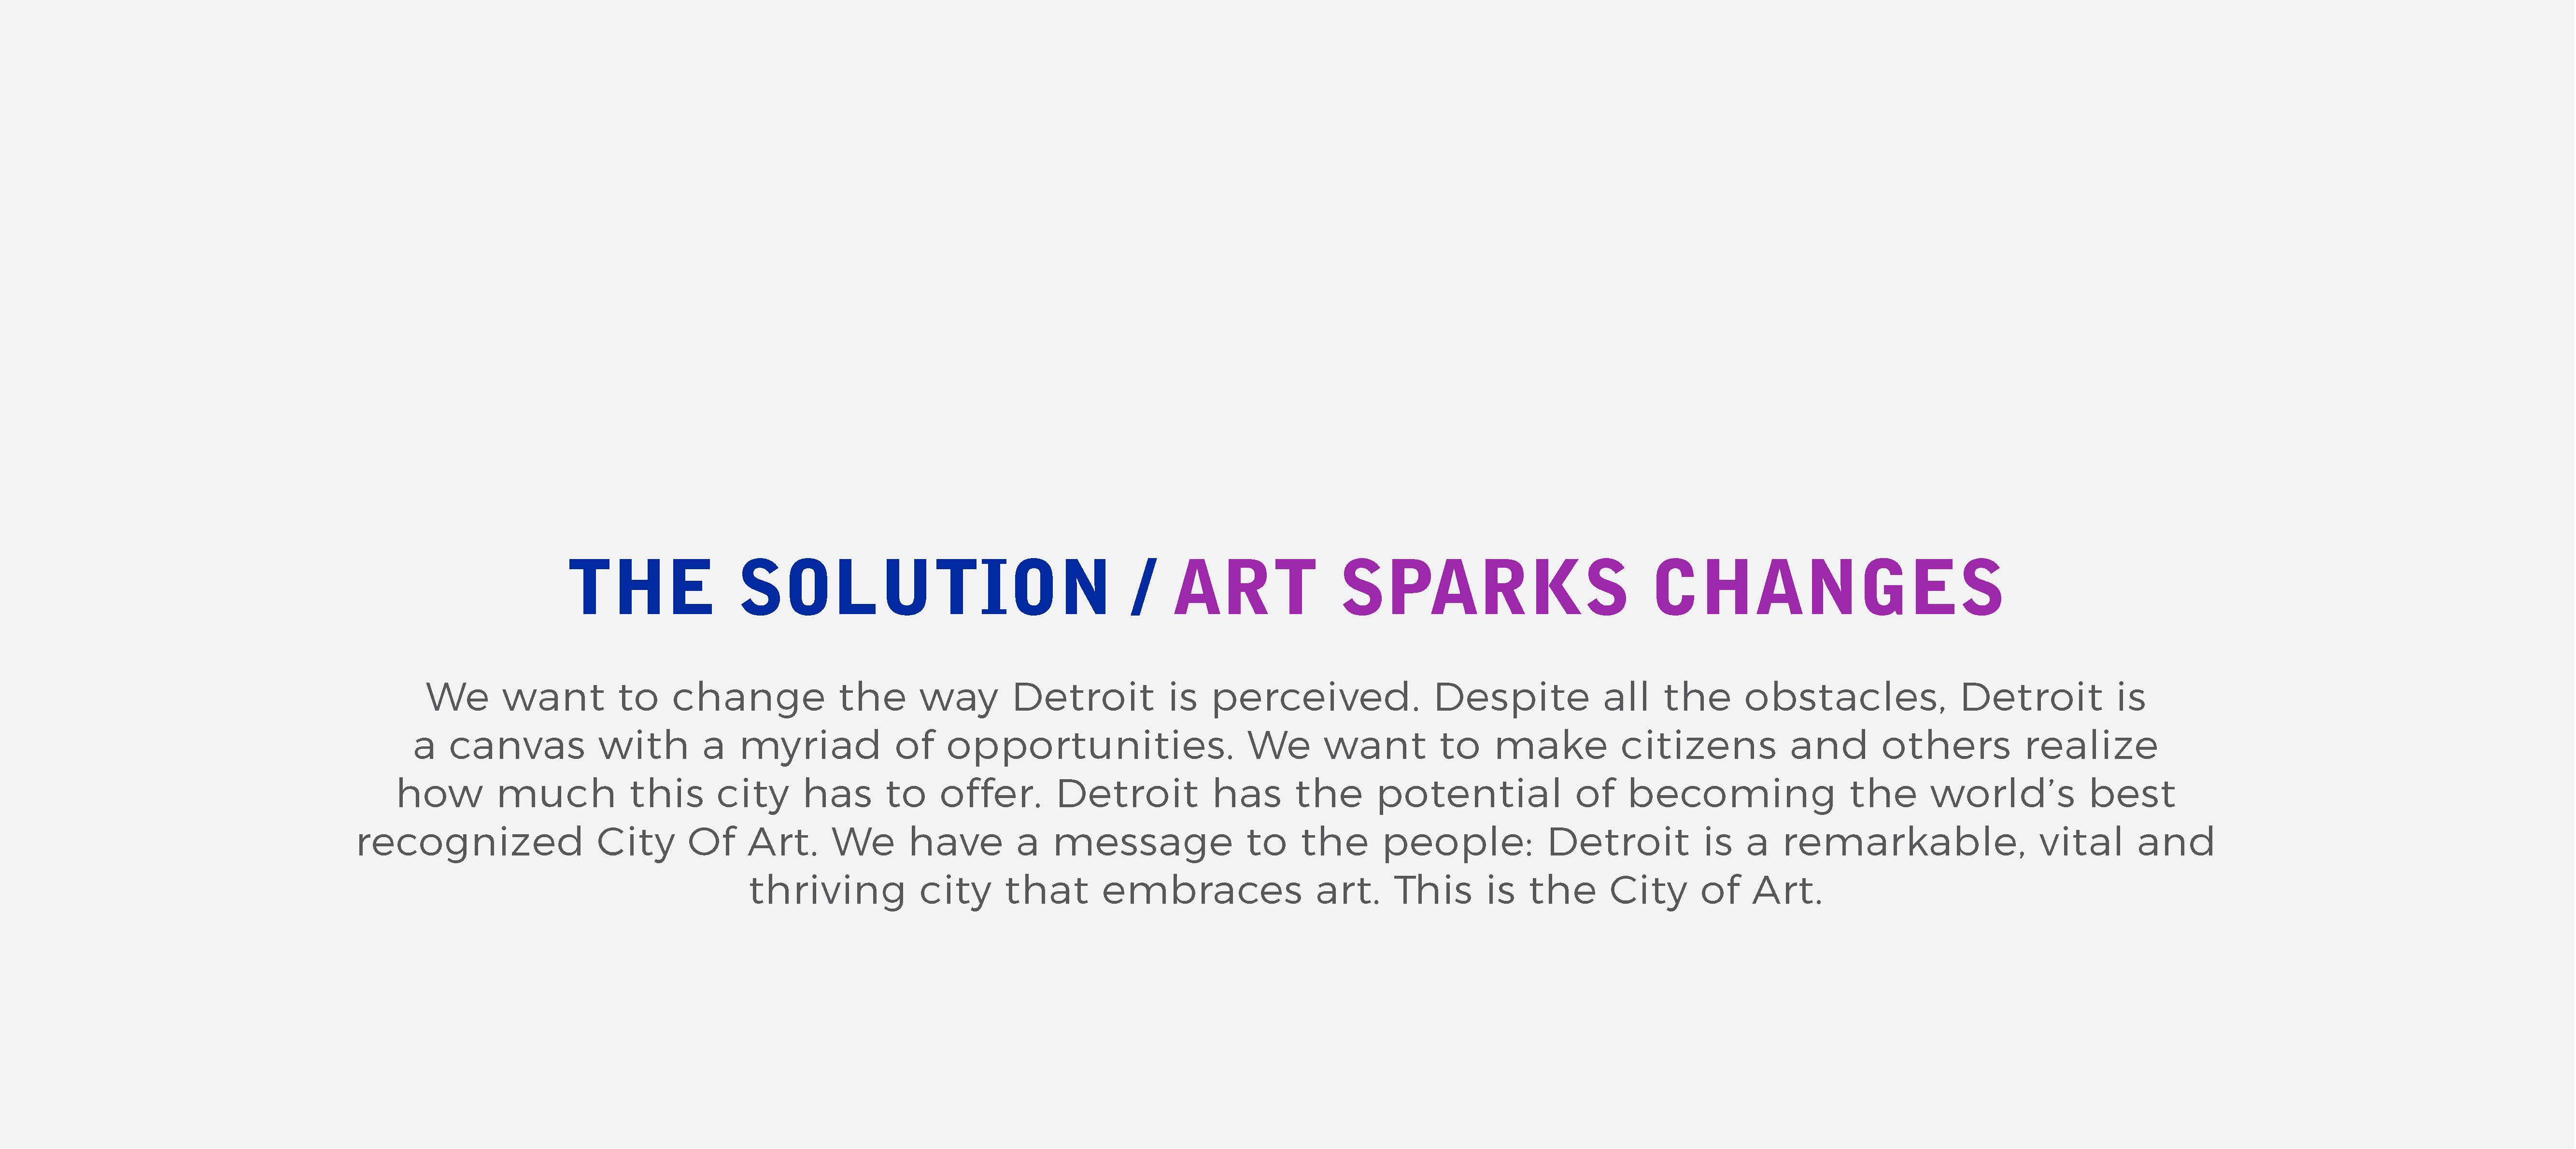 THE SOLUTION / ART SPARKS CHANGES
We want to change the way Detroit is perceived. Despite all the obstacles, Detroit is
a canvas with a myriad of opportunities. We want to make citizens and others realize
how much this city has to offer. Detroit has the potential of becoming the world’s best
recognized City Of Art. We have a message to the people: Detroit is a remarkable, vital and
thriving city that embraces art. This is the City of Art.